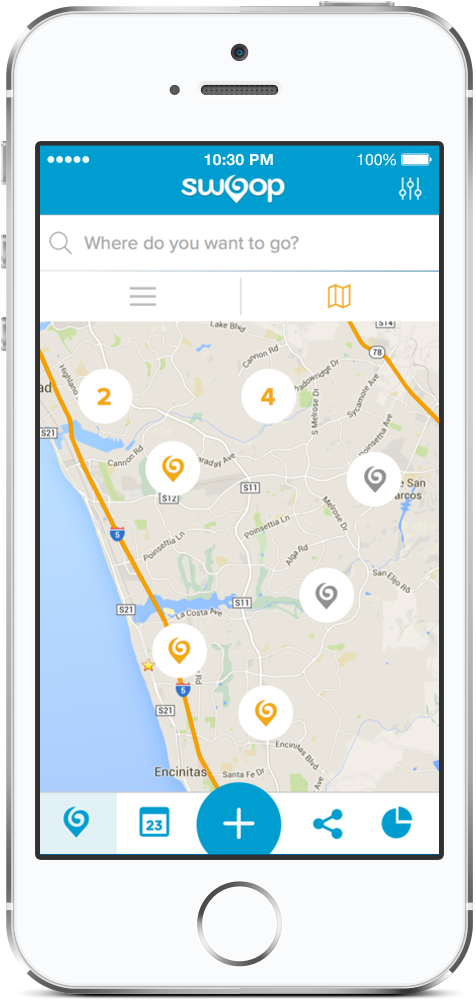 10:30 PM 100%
swoop
Where do you want to go?
Lake Blvd
S14
Cannon Rd
78
Highland
2
4
Sycamore Ave
S Melrose Dr
S21
Cannon Rd
Faraday Ave
S12
S11
San
Poinsettia Ln
Melrose Dr
5
Poinsettia Ln
Alga Rd
San Elijo Rd
S21
La Costa Ave
S11
Rd
5
S21
Encinitas Blvd
Encinitas
Santa Fe Dr
Ave
23